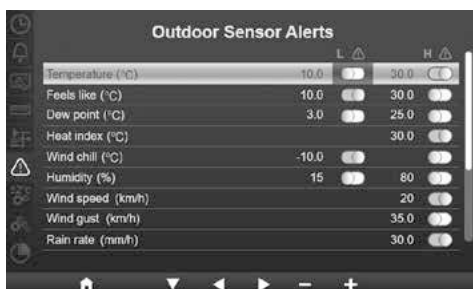 Outdoor Sensor Alerts
L H
Temperature (°C) 10.0 30.0
Feels like (°C) 10.0 30.0
Dew point (°C) 3.0 25.0
Heat index (°C) 30.0
Wind chill (°C) -10.0
Humidity (%) 15 80
Wind speed (km/h) 20
Wind gust (km/h) 35.0
Rain rate (mm/h) 30.0